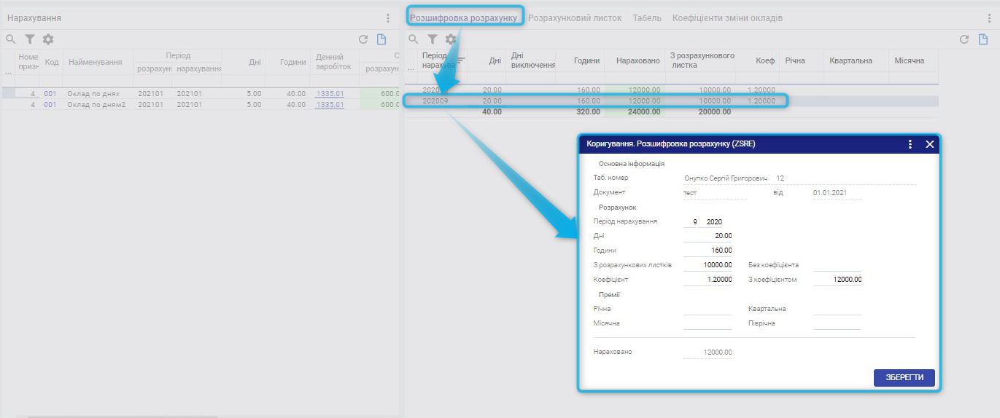 Нарахування
Номе
призн
Код
Найменування
Період
розрахунк
нарахування
Дні
Години
Денний
заробіток
С
розрахун
...
4 001 Оклад по днях 202101 202101 5.00 40.00 1335.01 600.0
4 001 Оклад по дням2 202101 202101 5.00 40.00 1335.01 600.0
Розшифровка розрахунку Розрахунковий листок Табель Коефіцієнти зміни окладів
...
Період
нарахува
Дні
Дні
виключення
Години
Нараховано
З розрахункового
листка
Коеф
Річна
Квартальна
Місячна
20.00 160.00 12000.00 10000.00 1.20000
202009 20.00 160.00 12000.00 10000.00 1.20000
40.00 320.00 24000.00 20000.00
Коригування. Розшифровка розрахунку (ZSRE)
Основна інформація
Таб. номер Онупко Сергій Григорович 12
Документ тест від 01.01.2021
Розрахунок
Період нарахування 9 2020
Дні 20.00
Години 160.00
З розрахункових листків 10000.00 Без коефіцієнта
Коефіцієнт 1.20000 З коефіцієнтом 12000.00
Премії
Річна Квартальна
Місячна Піврічна
Нараховано 12000.00
ЗБЕРЕГТИ